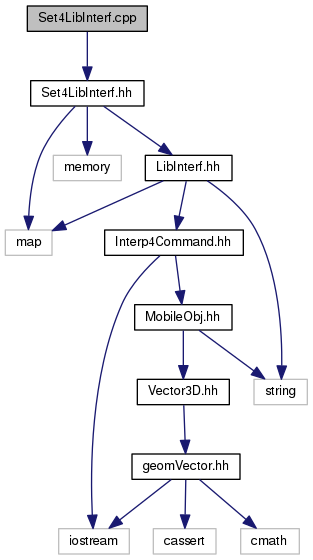 Set4LibInterf.cpp
Set4LibInterf.hh
memory
LibInterf.hh
map
Interp4Command.hh
MobileObj.hh
Vector3D.hh
string
geomVector.hh
iostream
cassert
cmath